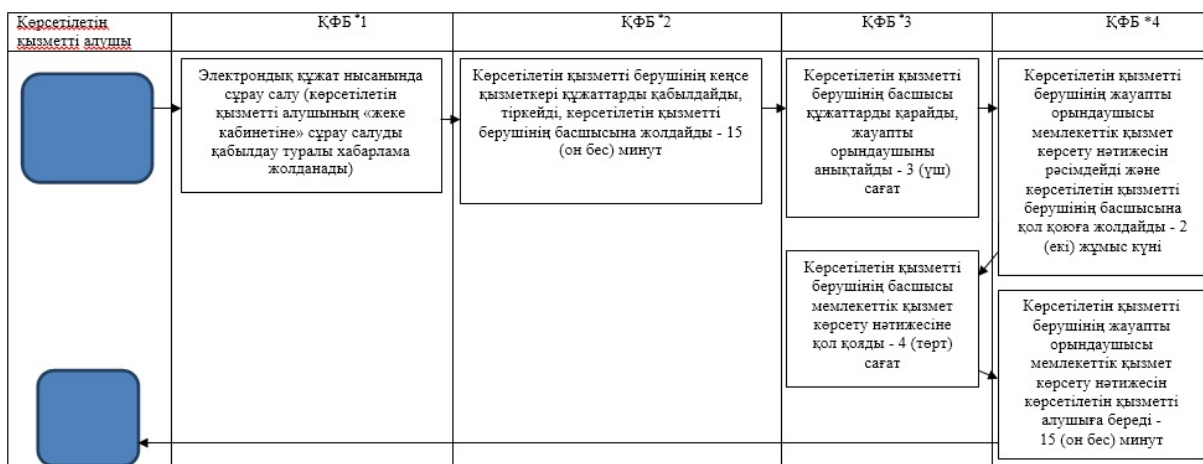 Көрсетілетін
қызметті алушы
ҚФБ *1
ҚФБ *2
ҚФБ *3
ҚФБ *4
Электрондық құжат нысанында
сұрау салу (көрсетілетін
қызметті алушының «жеке
кабинетіне» сұрау салуды
қабылдау туралы хабарлама
жолданады)
Көрсетілетін қызметті берушінің кеңсе
қызметкері құжаттарды қабылдайды,
тіркейді, көрсетілетін қызметті
берушінің басшысына жолдайды - 15
(он бес) минут
Көрсетілетін қызметті
берушінің басшысы
құжаттарды қарайды,
жауапты
орындаушыны
анықтайды - 3 (үш)
сағат
Көрсетілетін қызметті
берушінің жауапты
орындаушысы
мемлекеттік қызмет
көрсету нәтижесін
рәсімдейді және
көрсетілетін қызметті
берушінің басшысына
қол қоюға жолдайды - 2
(екі) жұмыс күні
Көрсетілетін қызметті
берушінің басшысы
мемлекеттік қызмет
көрсету нәтижесіне
қол қояды - 4 (төрт)
сағат
Көрсетілетін қызметті
берушінің жауапты
орындаушысы
мемлекеттік қызмет
көрсету нәтижесін
көрсетілетін қызметті
алушыға береді -
15 (он бес) минут